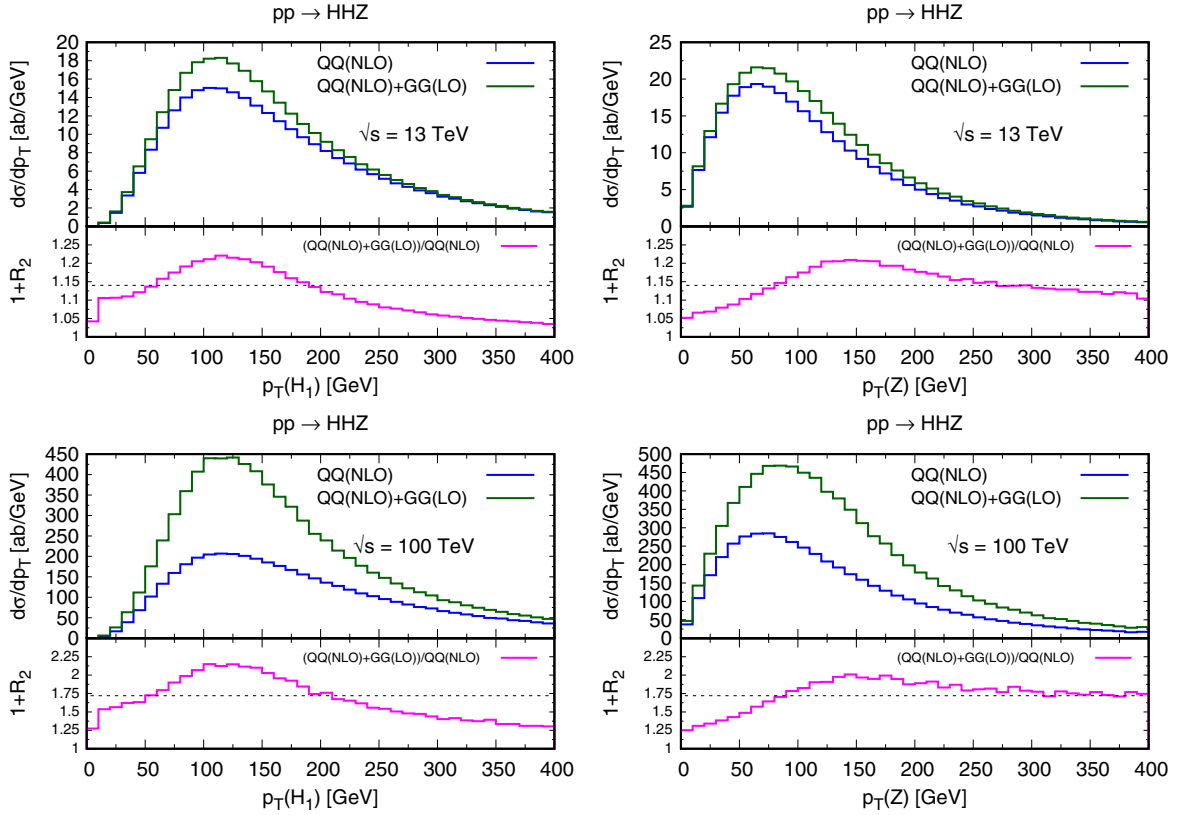 pp → HHZ
dσ/dp_T [ab/GeV]
20
18
16
14
12
10
8
6
4
2
0
QQ(NLO)
QQ(NLO)+GG(LO)
√s = 13 TeV
1+R_2
1.25
1.2
1.15
1.1
1.05
1
(QQ(NLO)+GG(LO))/QQ(NLO)
0 50 100 150 200 250 300 350 400
p_T(H_1) [GeV]
pp → HHZ
dσ/dp_T [ab/GeV]
25
20
15
10
5
0
QQ(NLO)
QQ(NLO)+GG(LO)
√s = 13 TeV
1+R_2
1.25
1.2
1.15
1.1
1.05
1
(QQ(NLO)+GG(LO))/QQ(NLO)
0 50 100 150 200 250 300 350 400
p_T(Z) [GeV]
pp → HHZ
dσ/dp_T [ab/GeV]
450
400
350
300
250
200
150
100
50
0
QQ(NLO)
QQ(NLO)+GG(LO)
√s = 100 TeV
1+R_2
2.25
2
1.75
1.5
1.25
1
(QQ(NLO)+GG(LO))/QQ(NLO)
0 50 100 150 200 250 300 350 400
p_T(H_1) [GeV]
pp → HHZ
dσ/dp_T [ab/GeV]
500
450
400
350
300
250
200
150
100
50
0
QQ(NLO)
QQ(NLO)+GG(LO)
√s = 100 TeV
1+R_2
2.25
2
1.75
1.5
1.25
1
(QQ(NLO)+GG(LO))/QQ(NLO)
0 50 100 150 200 250 300 350 400
p_T(Z) [GeV]